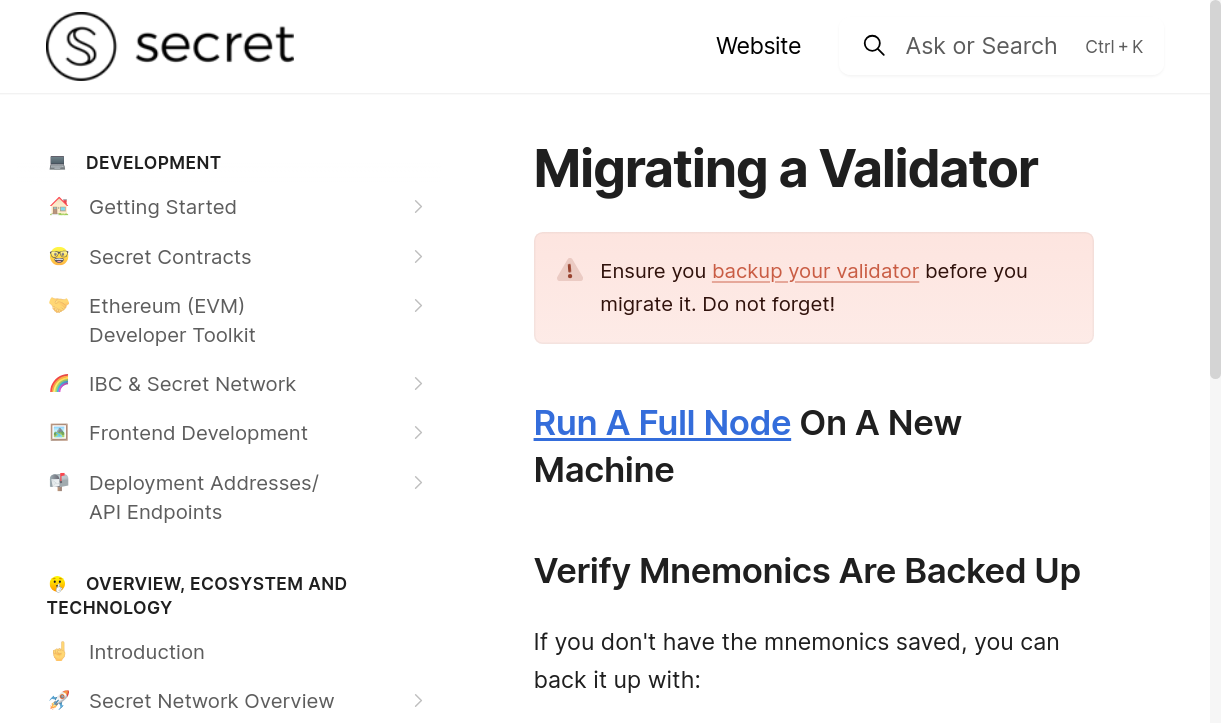 secret
Website
Ask or Search
Ctrl + K
DEVELOPMENT
Getting Started
Secret Contracts
Ethereum (EVM)
Developer Toolkit
IBC & Secret Network
Frontend Development
Deployment Addresses/
API Endpoints
OVERVIEW, ECOSYSTEM AND
TECHNOLOGY
Introduction
Secret Network Overview
Migrating a Validator
Ensure you backup your validator before you
migrate it. Do not forget!
Run A Full Node On A New
Machine
Verify Mnemonics Are Backed Up
If you don't have the mnemonics saved, you can
back it up with: